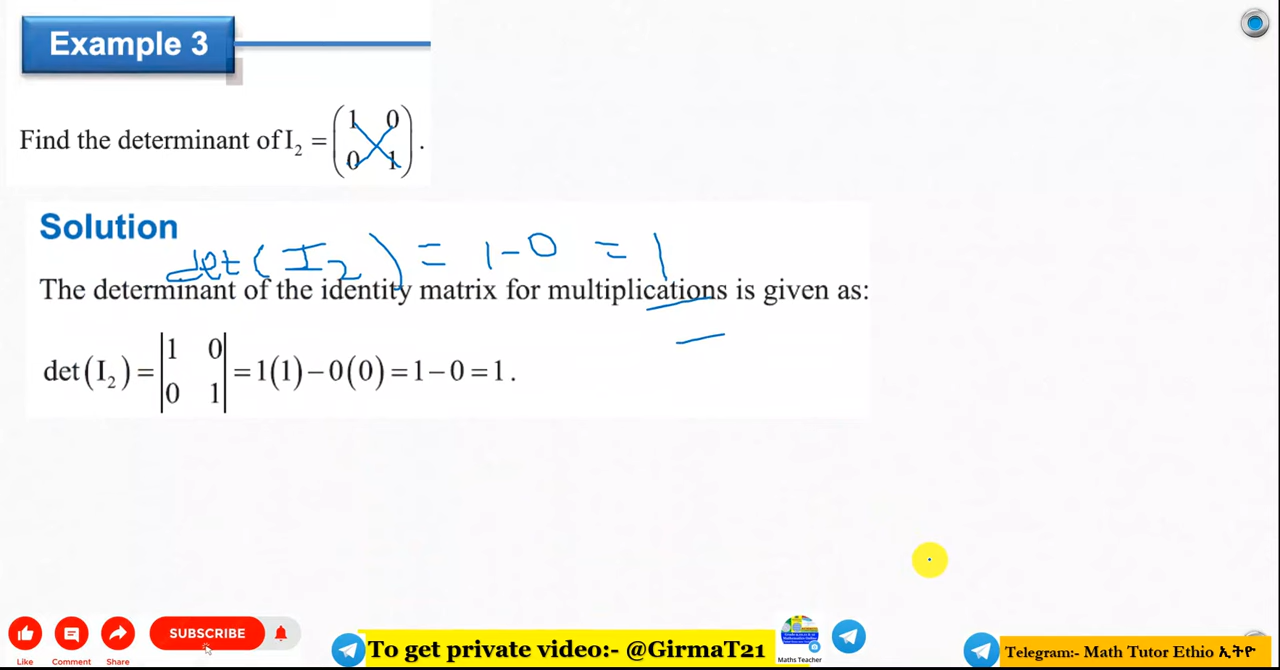 Example 3
Find the determinant of I₂ = (1 0
0 1).
Solution
det(I₂) = 1-0 = 1
The determinant of the identity matrix for multiplications is given as:
det(I₂) = |1 0
0 1| = 1(1) − 0(0) = 1 − 0 = 1.
Like
Comment
Share
SUBSCRIBE
To get private video:- @GirmaT21
Maths Teacher
Telegram:- Math Tutor Ethio ኢትዮ